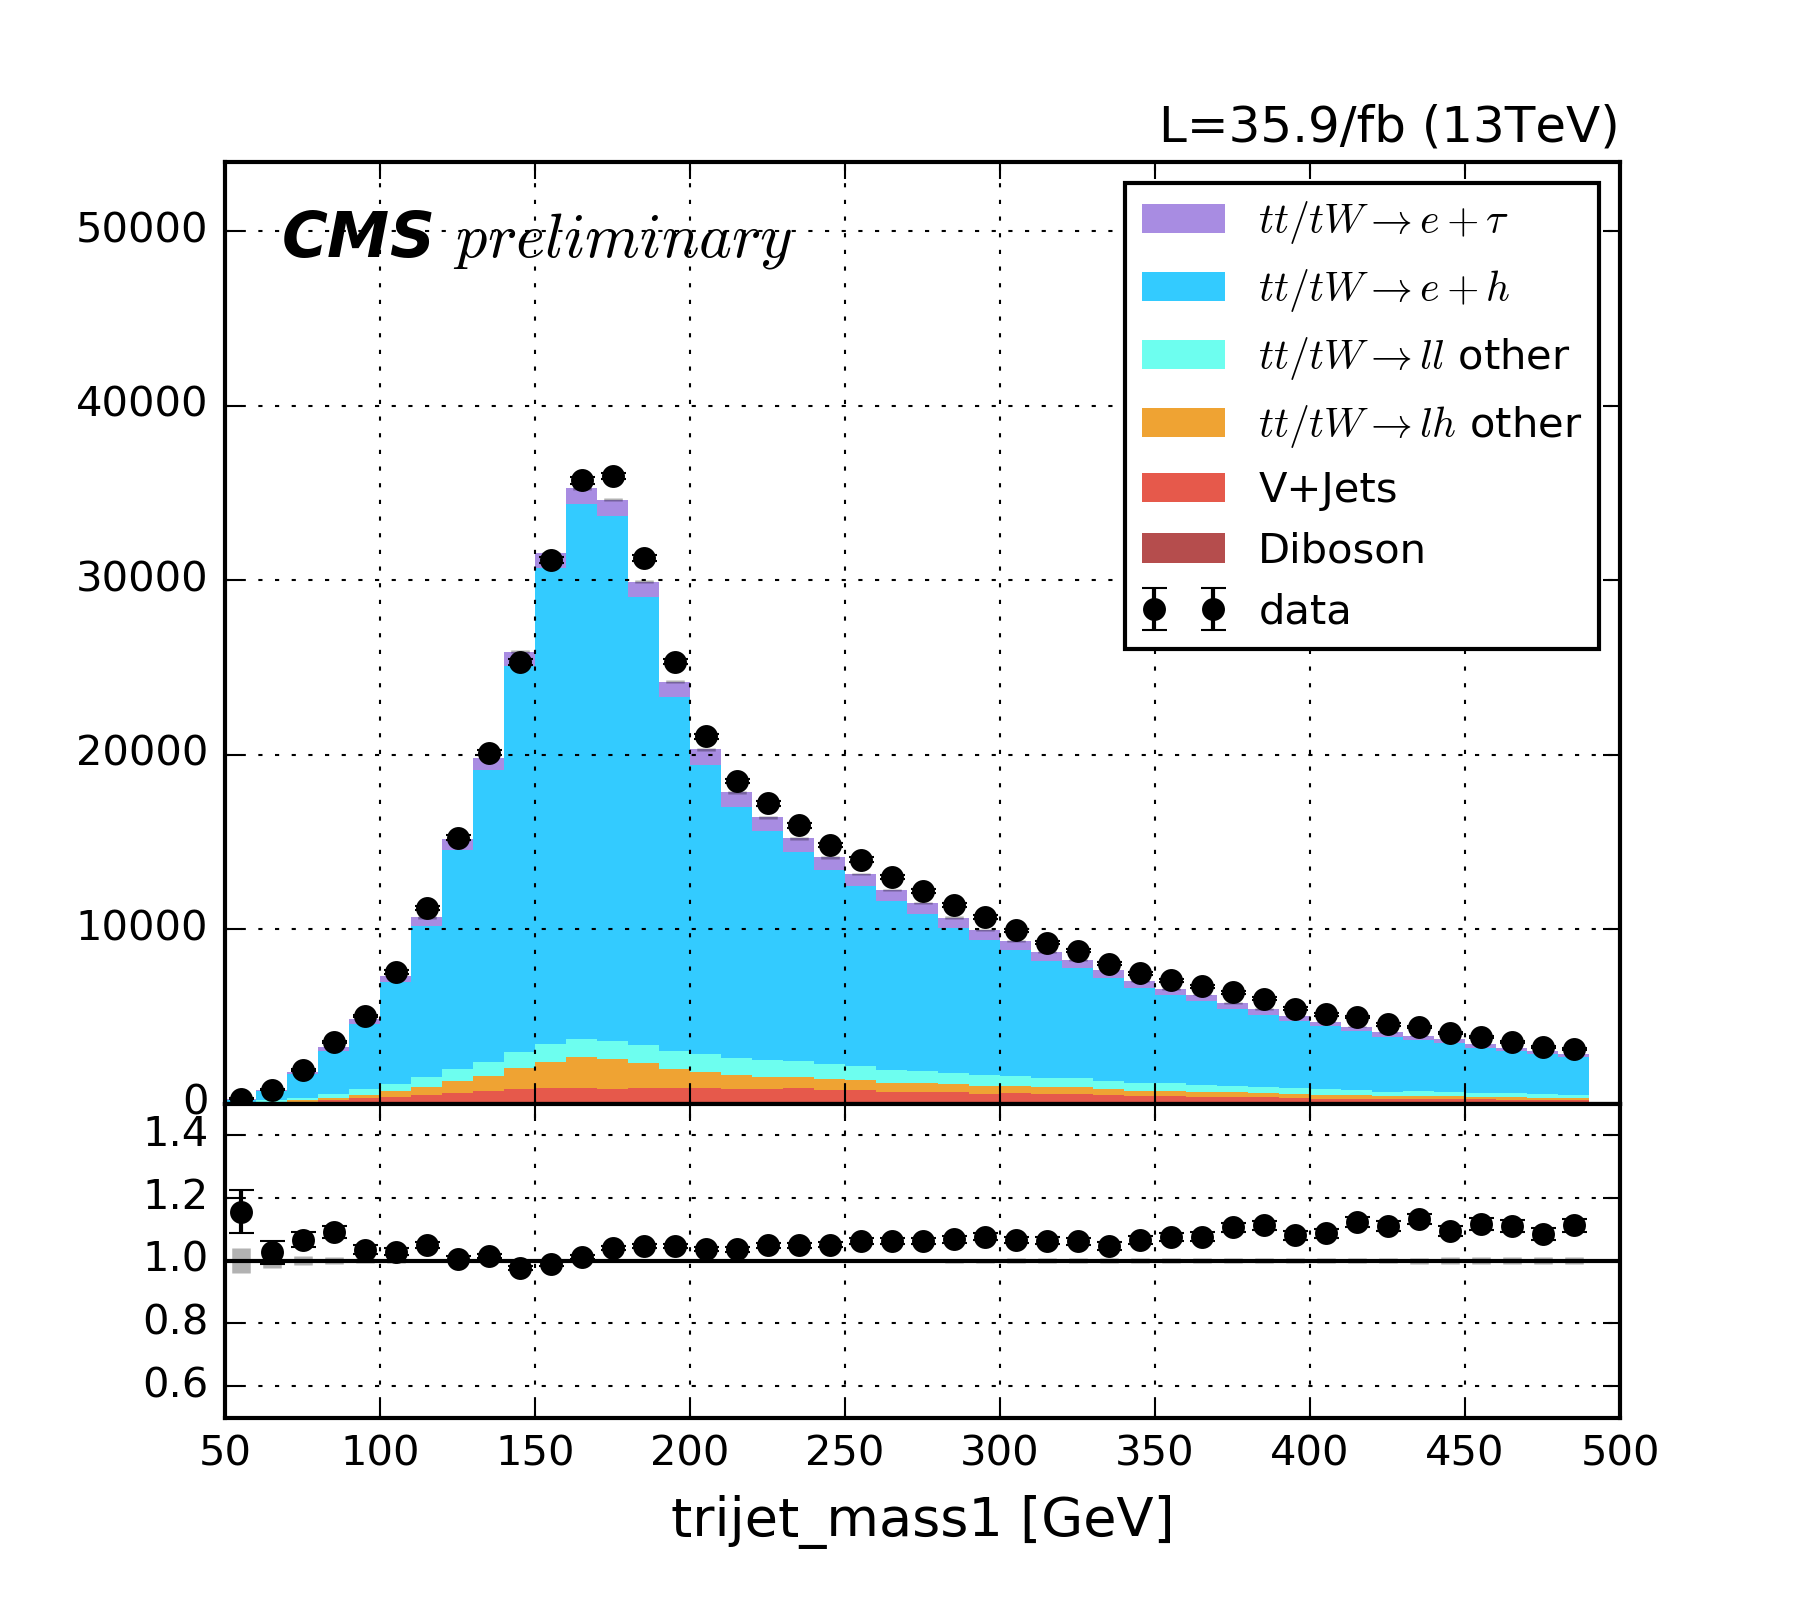 L=35.9/fb (13TeV)
CMS preliminary
50000
40000
30000
20000
10000
0
tt/tW→e+τ
tt/tW→e+h
tt/tW→ll other
tt/tW→lh other
V+Jets
Diboson
data
1.4
1.2
1.0
0.8
0.6
50 100 150 200 250 300 350 400 450 500
trijet_mass1 [GeV]